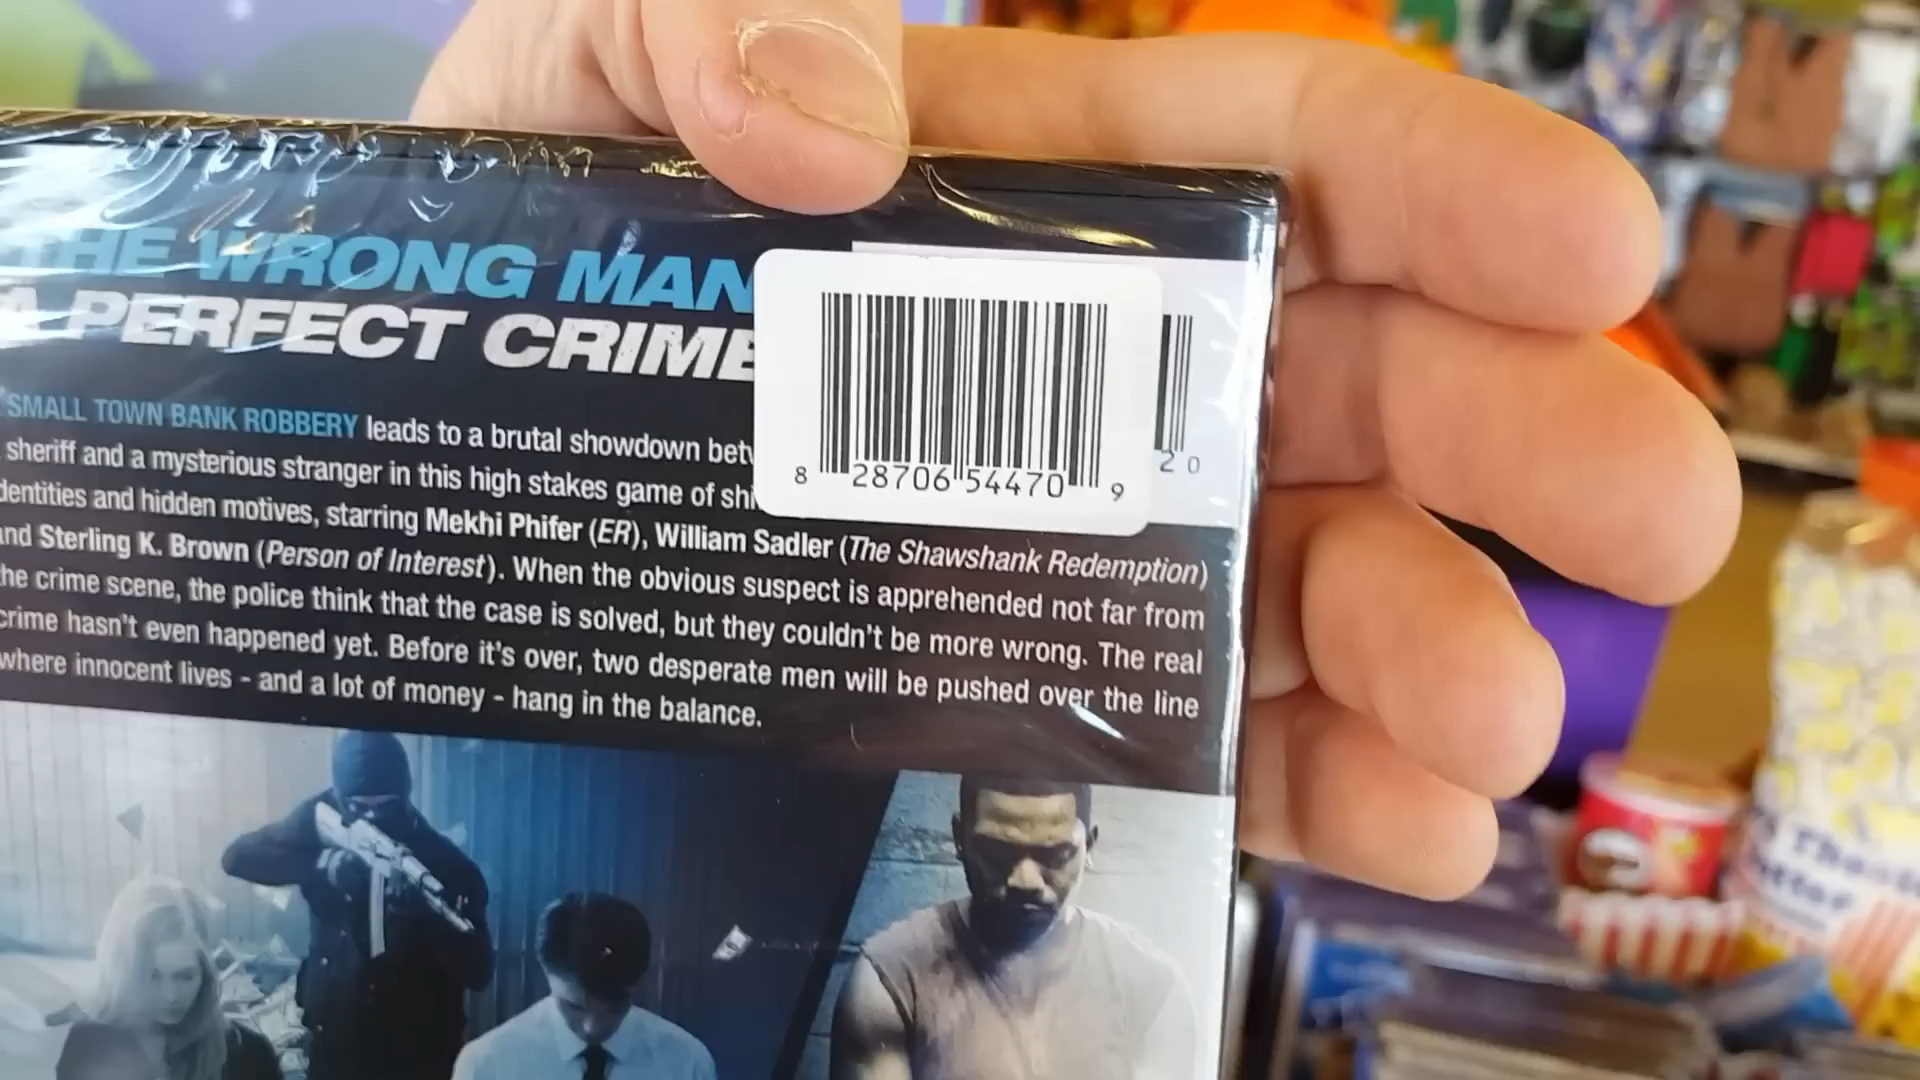 THE WRONG MAN
A PERFECT CRIME
SMALL TOWN BANK ROBBERY leads to a brutal showdown
sheriff and a mysterious stranger in this high stakes game of
identities and hidden motives, starring Mekhi Phifer (ER), William Sadler (The Shawshank Redemption)
and Sterling K. Brown (Person of Interest). When the obvious suspect is apprehended not far from
the crime scene, the police think that the case is solved, but they couldn't be more wrong. The real
crime hasn't even happened yet. Before it's over, two desperate men will be pushed over the line
where innocent lives - and a lot of money - hang in the balance.
8 28706 54470 9
20